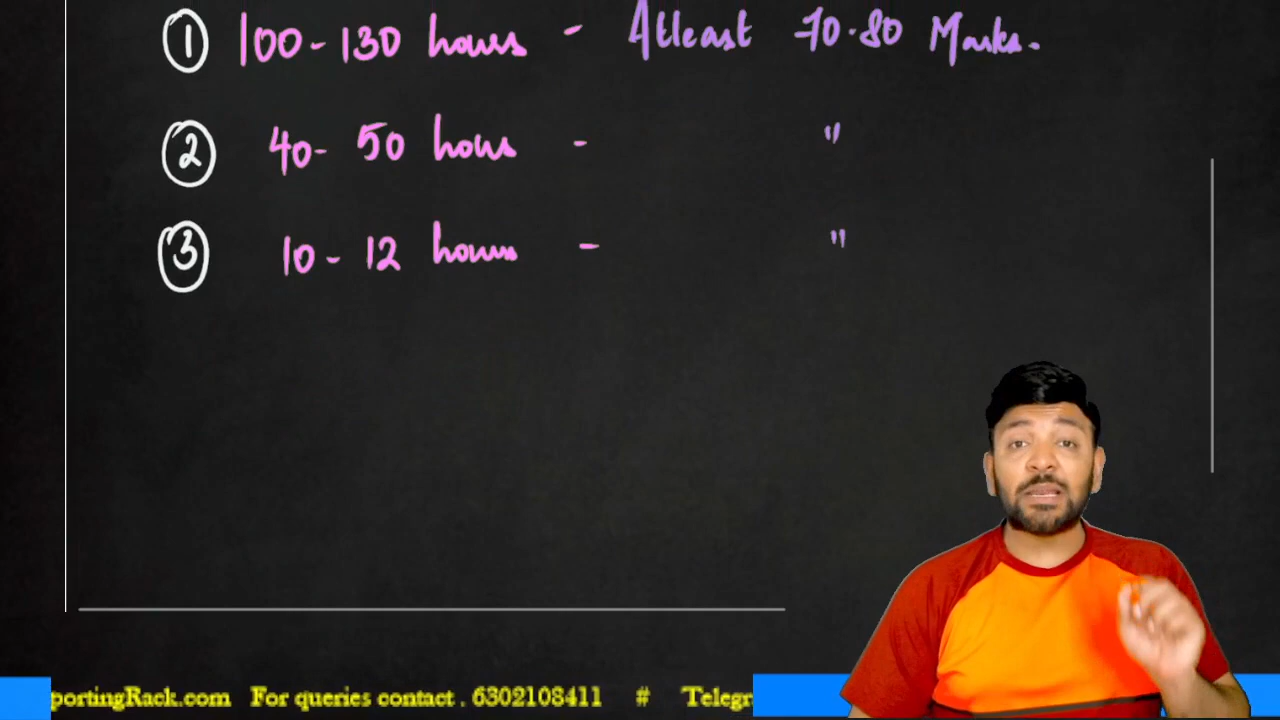 1 100-130 hours - Atleast 70-80 Marks.
2 40-50 hours - "
3 10-12 hours - "
portingRack.com For queries contact . 6302108411 # Telegr